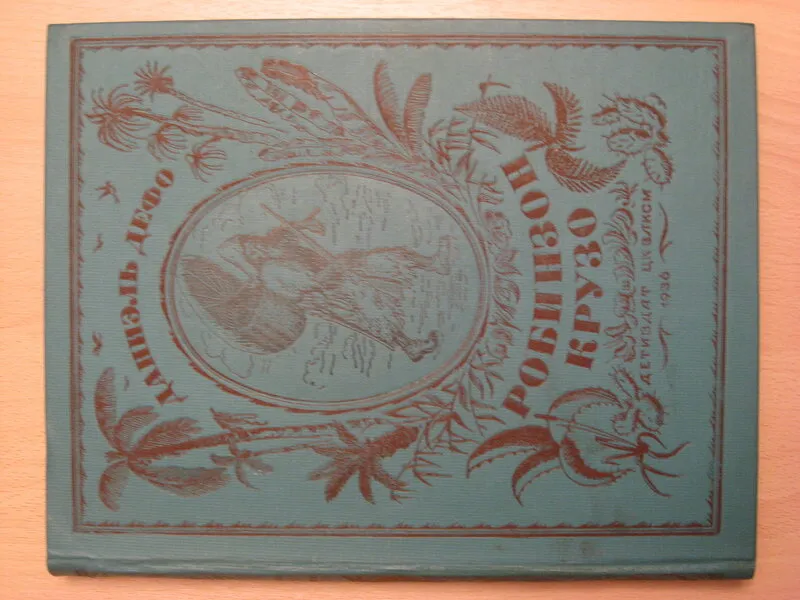 ДАНИЭЛЬ ДЕФО
РОБИНЗОН
КРУЗО
ДЕТИЗДАТ ЦК ВЛКСМ
1936